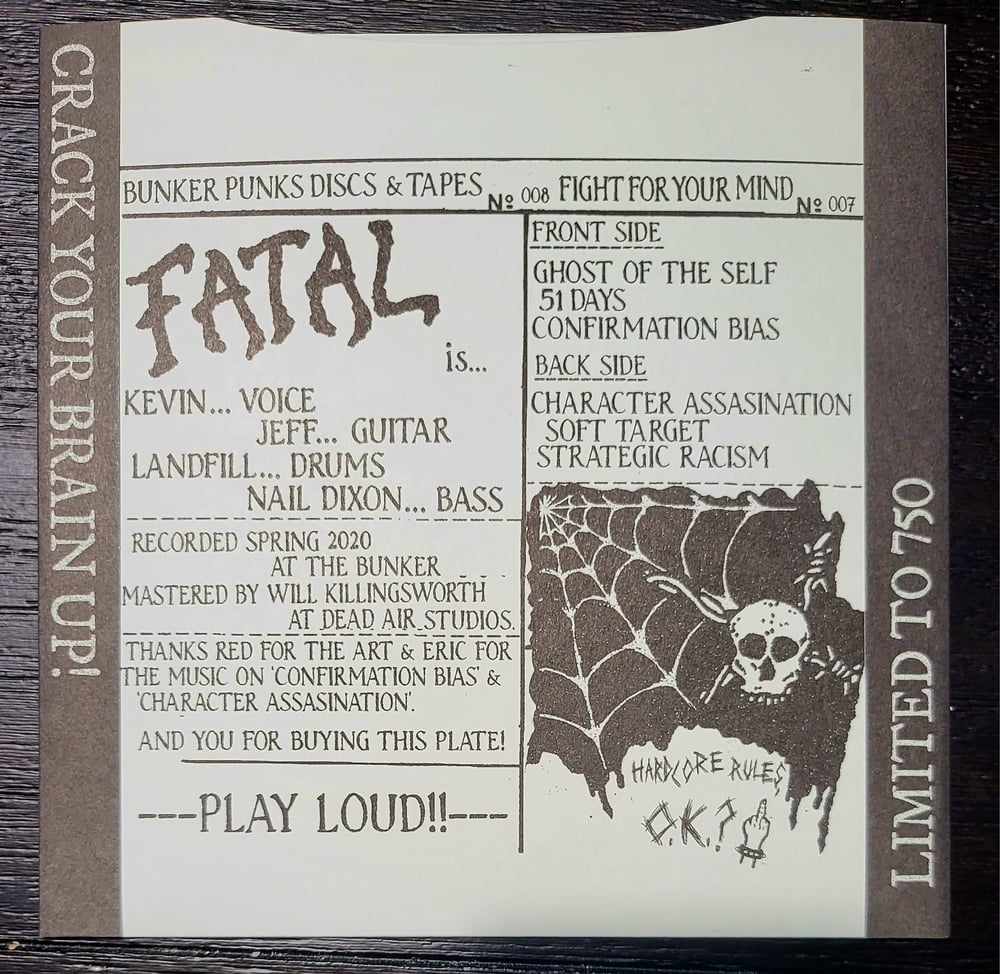 CRACK YOUR BRAIN UP!
BUNKER PUNKS DISCS & TAPES Nº 008 FIGHT FOR YOUR MIND Nº 007
FATAL
is...
KEVIN... VOICE
JEFF... GUITAR
LANDFILL... DRUMS
NAIL DIXON... BASS
RECORDED SPRING 2020
AT THE BUNKER
MASTERED BY WILL KILLINGSWORTH
AT DEAD AIR STUDIOS.
THANKS RED FOR THE ART & ERIC FOR
THE MUSIC ON 'CONFIRMATION BIAS' &
'CHARACTER ASSASINATION'.
AND YOU FOR BUYING THIS PLATE!
---PLAY LOUD!!---
FRONT SIDE
GHOST OF THE SELF
51 DAYS
CONFIRMATION BIAS
BACK SIDE
CHARACTER ASSASINATION
SOFT TARGET
STRATEGIC RACISM
HARDCORE RULES
O.K.?
LIMITED TO 750